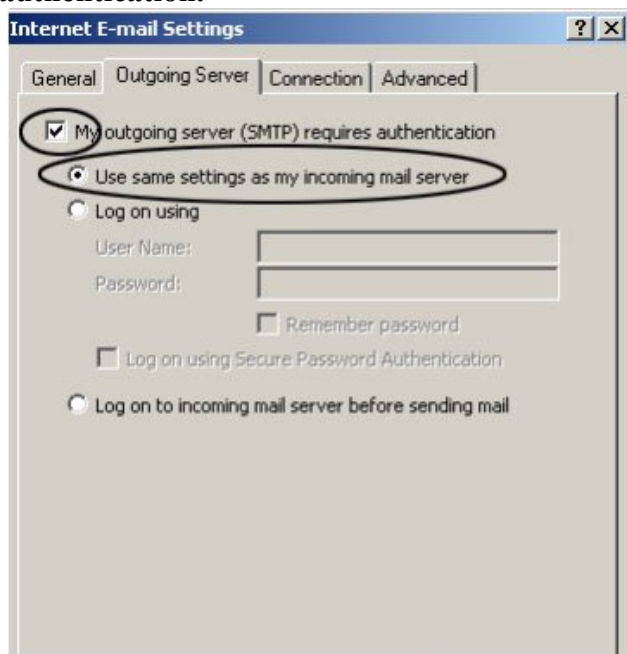 authentication.
Internet E-mail Settings
General Outgoing Server Connection Advanced
My outgoing server (SMTP) requires authentication
Use same settings as my incoming mail server
Log on using
User Name:
Password:
Remember password
Log on using Secure Password Authentication
Log on to incoming mail server before sending mail